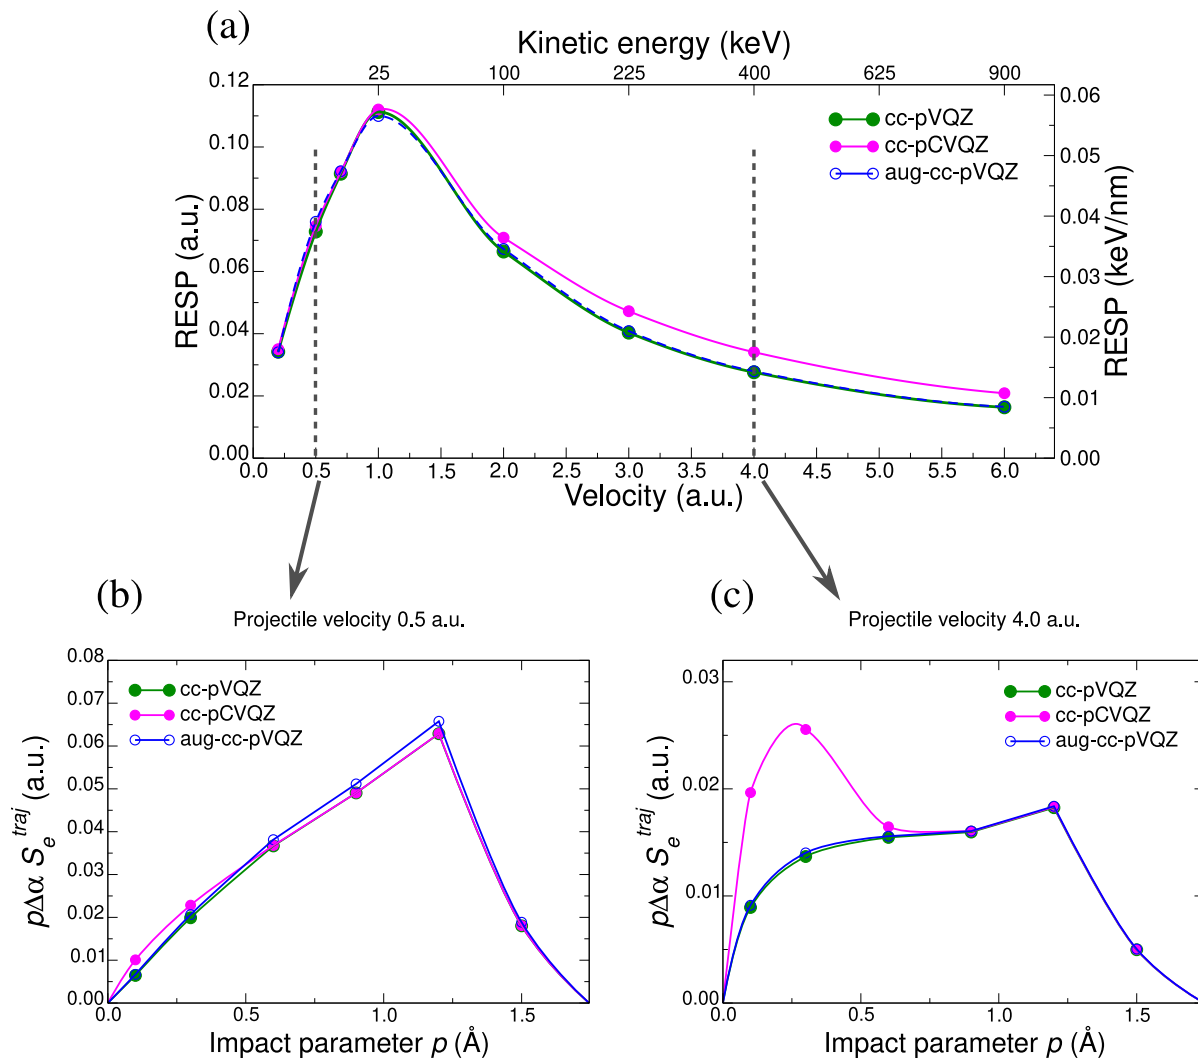 (a)
Kinetic energy (keV)
25 100 225 400 625 900
0.12
0.10
0.08
0.06
0.04
0.02
0.00
RESP (a.u.)
cc-pVQZ
cc-pCVQZ
aug-cc-pVQZ
0.06
0.05
0.04
0.03
0.02
0.01
0.00
RESP (keV/nm)
0.0 0.5 1.0 1.5 2.0 2.5 3.0 3.5 4.0 4.5 5.0 5.5 6.0
Velocity (a.u.)
(b)
Projectile velocity 0.5 a.u.
0.08
0.07
0.06
0.05
0.04
0.03
0.02
0.01
0.00
pΔα S_e^traj (a.u.)
cc-pVQZ
cc-pCVQZ
aug-cc-pVQZ
0.0 0.5 1.0 1.5
Impact parameter p (Å)
(c)
Projectile velocity 4.0 a.u.
0.03
0.02
0.01
0.00
pΔα S_e^traj (a.u.)
cc-pVQZ
cc-pCVQZ
aug-cc-pVQZ
0.0 0.5 1.0 1.5
Impact parameter p (Å)